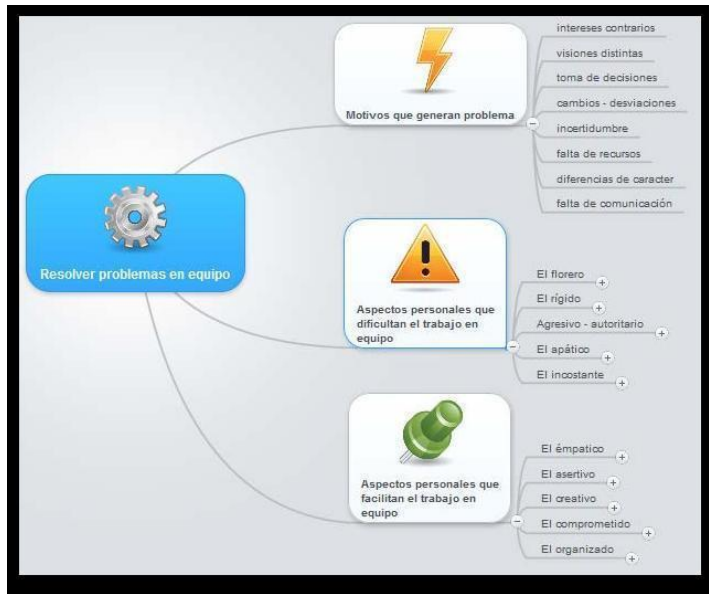 Resolver problemas en equipo
Motivos que generan problema
intereses contrarios
visiones distintas
toma de decisiones
cambios - desviaciones
incertidumbre
falta de recursos
diferencias de caracter
falta de comunicación
Aspectos personales que
dificultan el trabajo en
equipo
El florero
El rígido
Agresivo - autoritario
El apático
El incostante
Aspectos personales que
facilitan el trabajo en
equipo
El émpatico
El asertivo
El creativo
El comprometido
El organizado